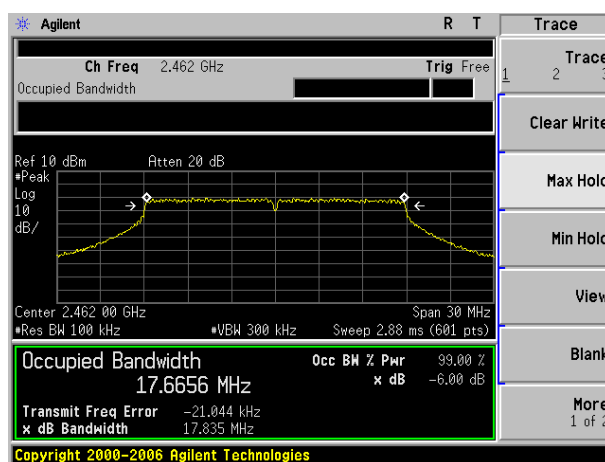 Agilent R T Trace
Ch Freq 2.462 GHz Trig Free
Occupied Bandwidth
Trace
1 2 3
Clear Write
Max Hold
Min Hold
View
Blank
More
1 of 2
Ref 10 dBm Atten 20 dB
#Peak
Log
10
dB/
Center 2.462 00 GHz Span 30 MHz
#Res BW 100 kHz #VBW 300 kHz Sweep 2.88 ms (601 pts)
Occupied Bandwidth Occ BW % Pwr 99.00 %
17.6656 MHz x dB -6.00 dB
Transmit Freq Error -21.044 kHz
x dB Bandwidth 17.835 MHz
Copyright 2000-2006 Agilent Technologies